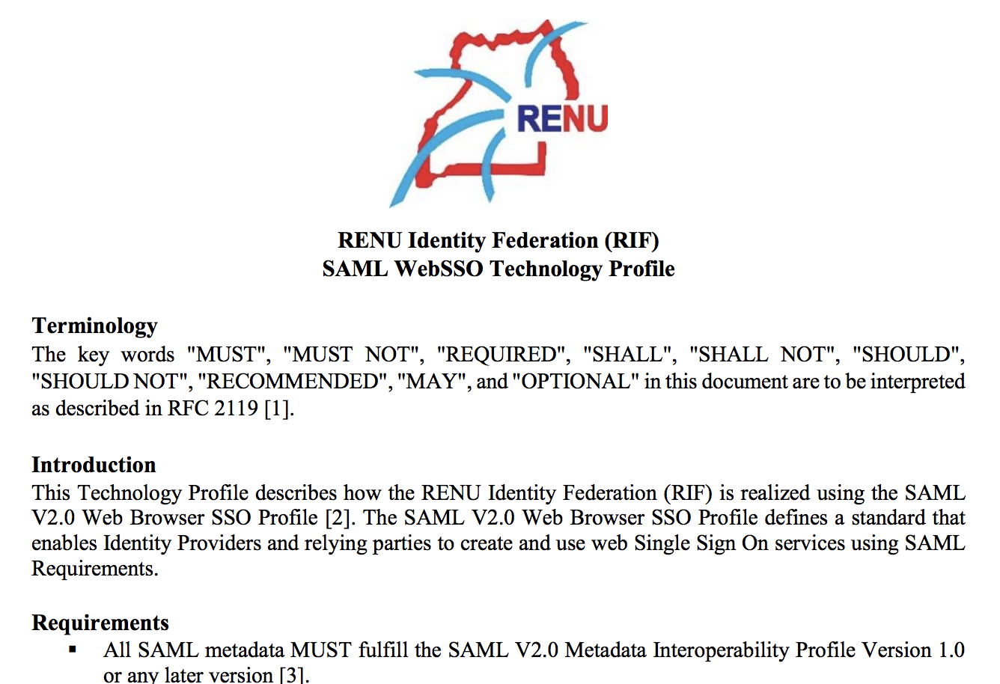 RENU
RENU Identity Federation (RIF)
SAML WebSSO Technology Profile
Terminology
The key words "MUST", "MUST NOT", "REQUIRED", "SHALL", "SHALL NOT", "SHOULD",
"SHOULD NOT", "RECOMMENDED", "MAY", and "OPTIONAL" in this document are to be interpreted
as described in RFC 2119 [1].
Introduction
This Technology Profile describes how the RENU Identity Federation (RIF) is realized using the SAML
V2.0 Web Browser SSO Profile [2]. The SAML V2.0 Web Browser SSO Profile defines a standard that
enables Identity Providers and relying parties to create and use web Single Sign On services using SAML
Requirements.
Requirements
▪ All SAML metadata MUST fulfill the SAML V2.0 Metadata Interoperability Profile Version 1.0
or any later version [3].